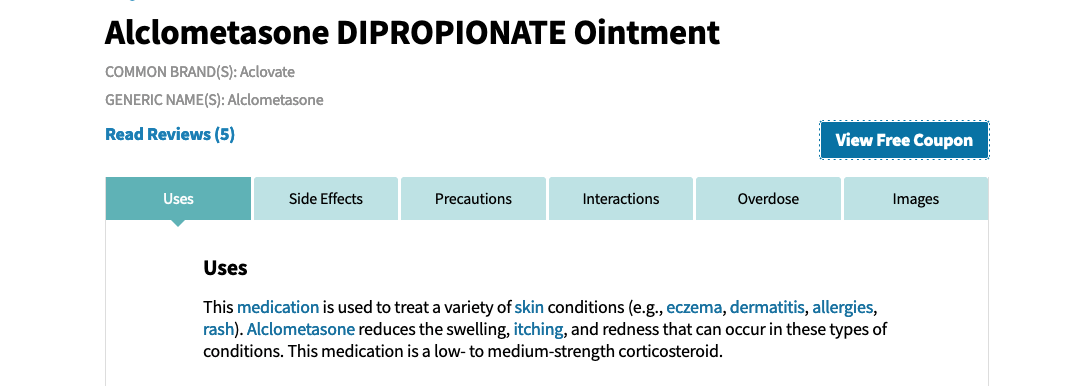 Alclometasone DIPROPIONATE Ointment
COMMON BRAND(S): Aclovate
GENERIC NAME(S): Alclometasone
Read Reviews (5)
View Free Coupon
Uses
Side Effects
Precautions
Interactions
Overdose
Images
Uses
This medication is used to treat a variety of skin conditions (e.g., eczema, dermatitis, allergies,
rash). Alclometasone reduces the swelling, itching, and redness that can occur in these types of
conditions. This medication is a low- to medium-strength corticosteroid.